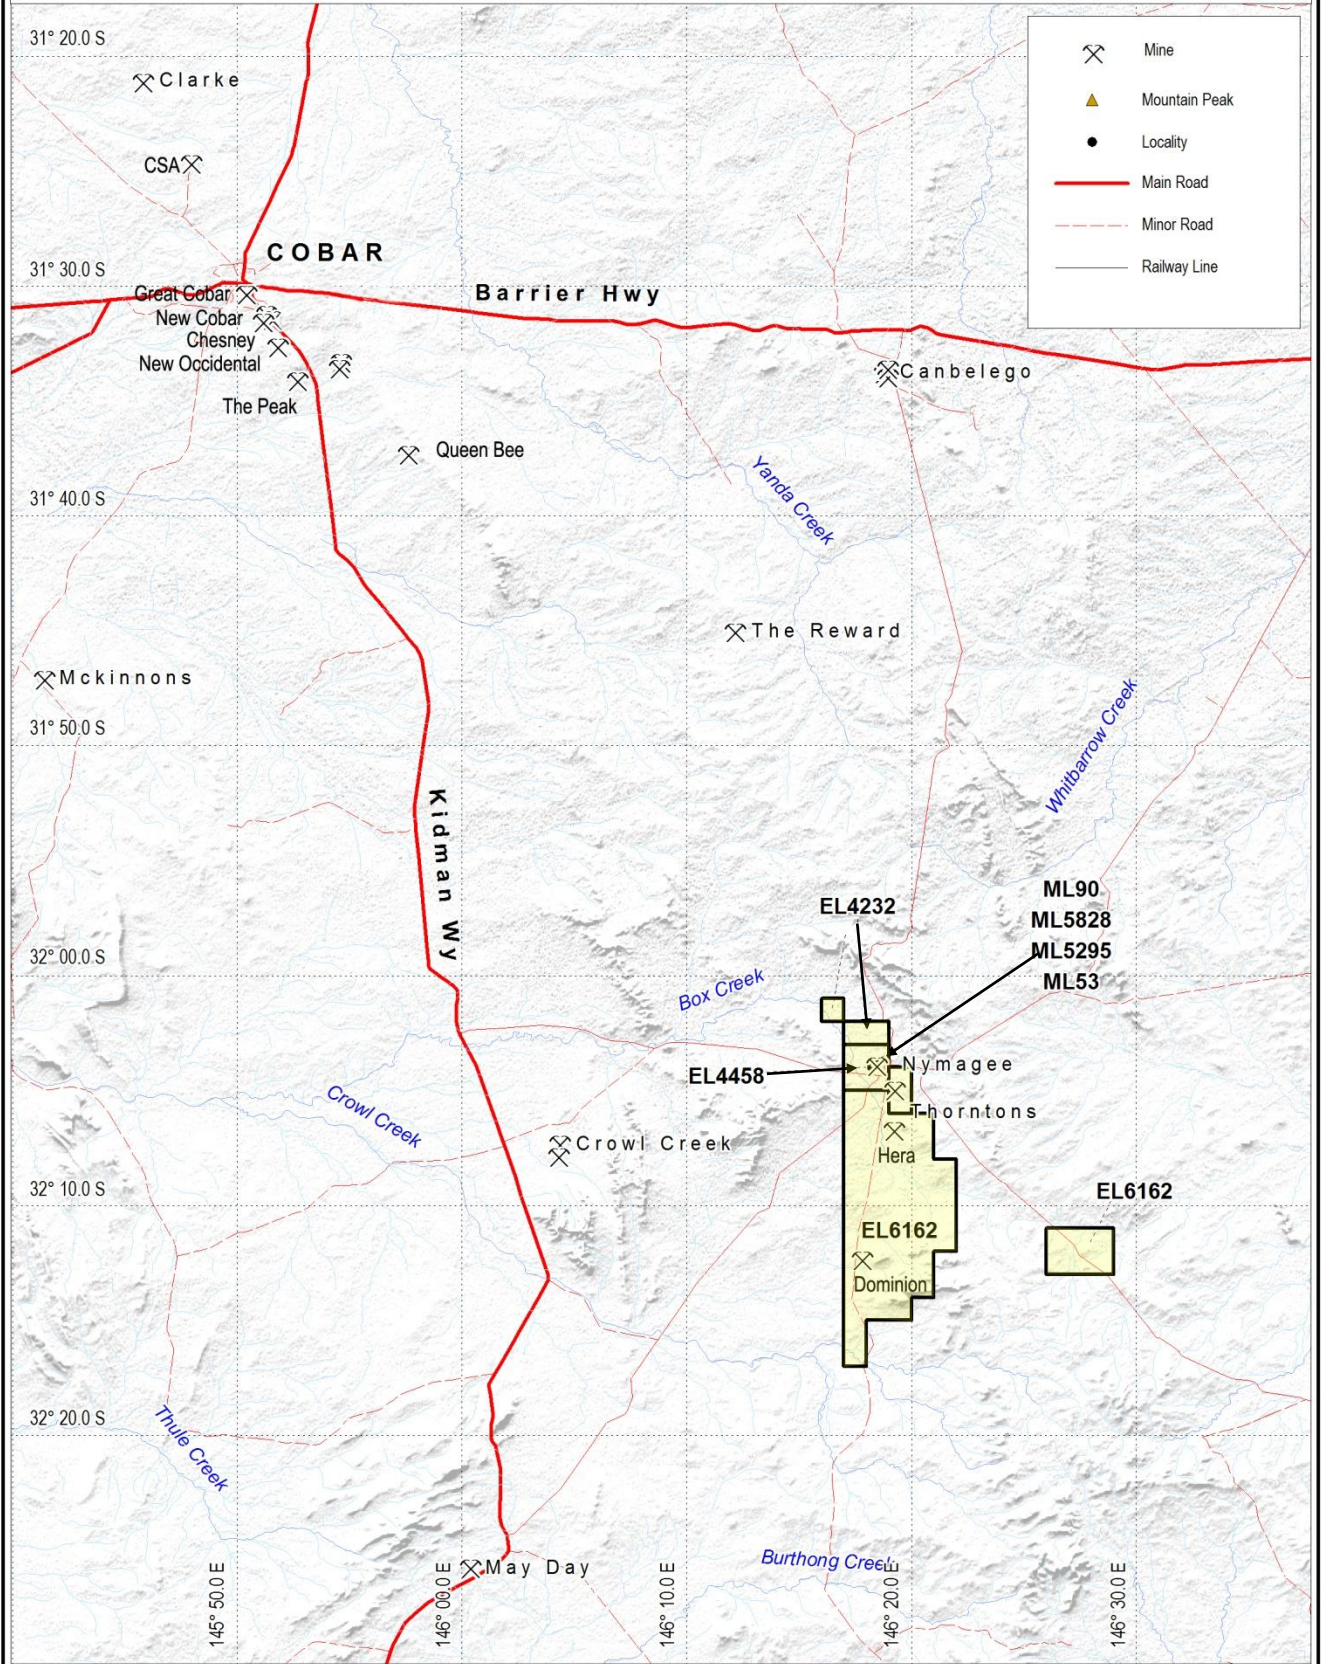 31° 20.0 S
Clarke
CSA
Mine
Mountain Peak
Locality
Main Road
Minor Road
Railway Line
COBAR
31° 30.0 S
Great Cobar
Barrier Hwy
New Cobar
Chesney
New Occidental
Canbelego
The Peak
Queen Bee
31° 40.0 S
Yanda Creek
The Reward
Mckinnons
31° 50.0 S
Whitbarrow Creek
Kidman Wy
ML90
EL4232
ML5828
ML5295
32° 00.0 S
ML53
Box Creek
Nymagee
EL4458
Thorntons
Crowl Creek
Crowl Creek
Hera
32° 10.0 S
EL6162
EL6162
Dominion
32° 20.0 S
Thule Creek
Burthong Creek
May Day
145° 50.0 E
146° 00.0 E
146° 10.0 E
146° 20.0 E
146° 30.0 E